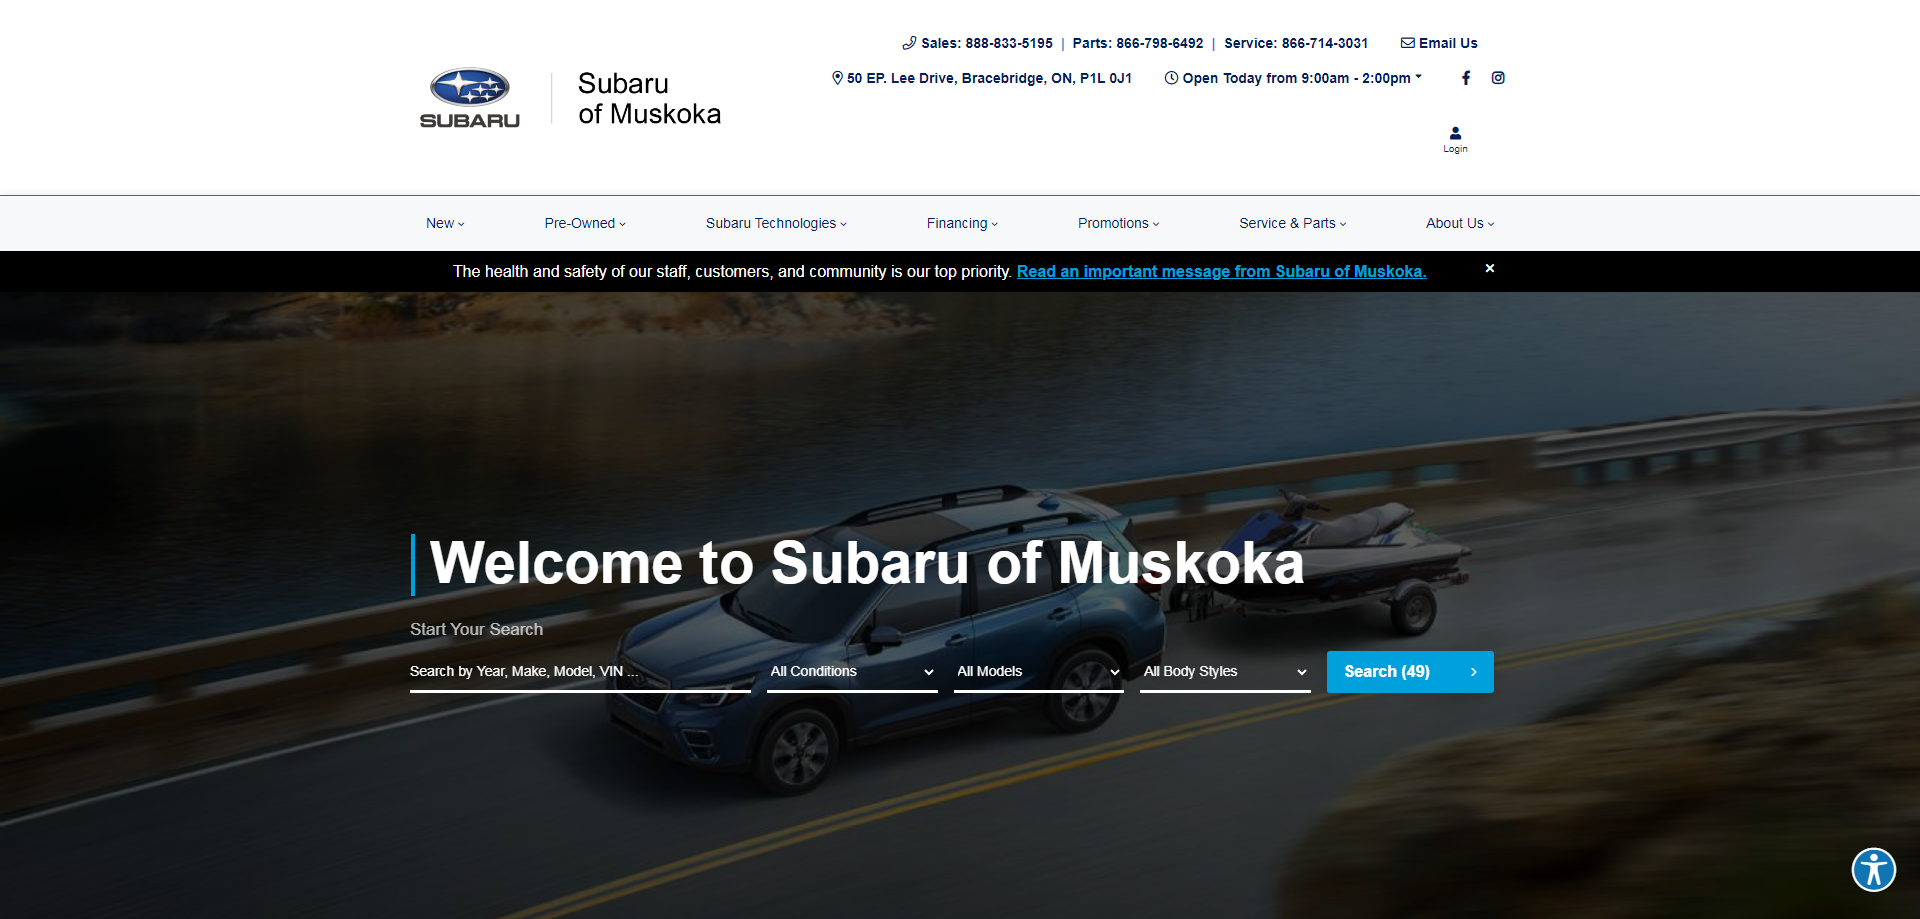 Sales: 888-833-5195 | Parts: 866-798-6492 | Service: 866-714-3031 Email Us
50 EP. Lee Drive, Bracebridge, ON, P1L 0J1 Open Today from 9:00am - 2:00pm
SUBARU
Subaru
of Muskoka
Login
New Pre-Owned Subaru Technologies Financing Promotions Service & Parts About Us
The health and safety of our staff, customers, and community is our top priority. Read an important message from Subaru of Muskoka. ×
Welcome to Subaru of Muskoka
Start Your Search
Search by Year, Make, Model, VIN ... All Conditions All Models All Body Styles Search (49)